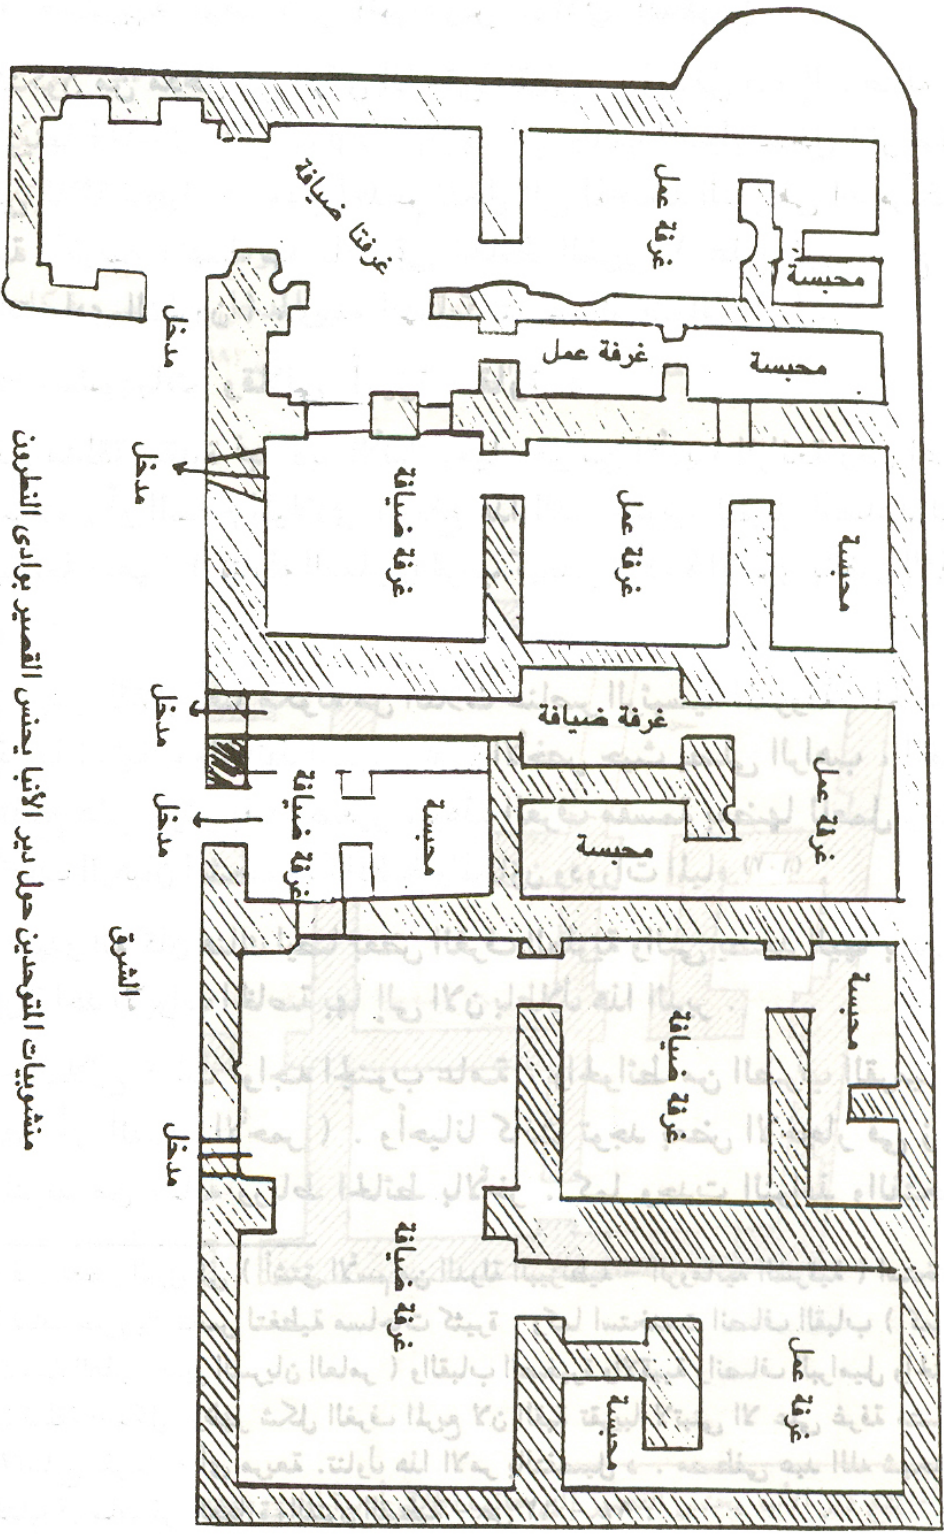 غرفة عمل
محبسة
غرفتا ضيافة
مدخل
غرفة عمل
محبسة
مدخل
غرفة ضيافة
غرفة عمل
محبسة
مدخل
غرفة ضيافة
غرفة عمل
محبسة
مدخل
غرفة ضيافة
محبسة
الشرق
محبسة
غرفة ضيافة
مدخل
غرفة ضيافة
غرفة عمل
محبسة
منشوبيات المتوحدين حول دير الأنبا يحنس القصير بوادى النطرون